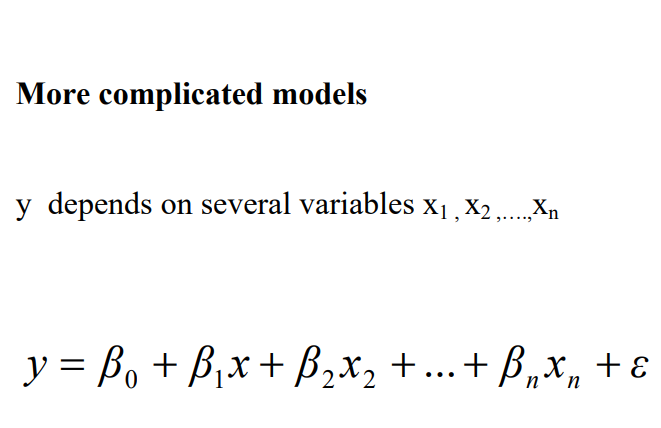 More complicated models
y depends on several variables x₁ , x₂ ,….,xₙ
y = β₀ + β₁x + β₂x₂ + ... + βₙxₙ + ε